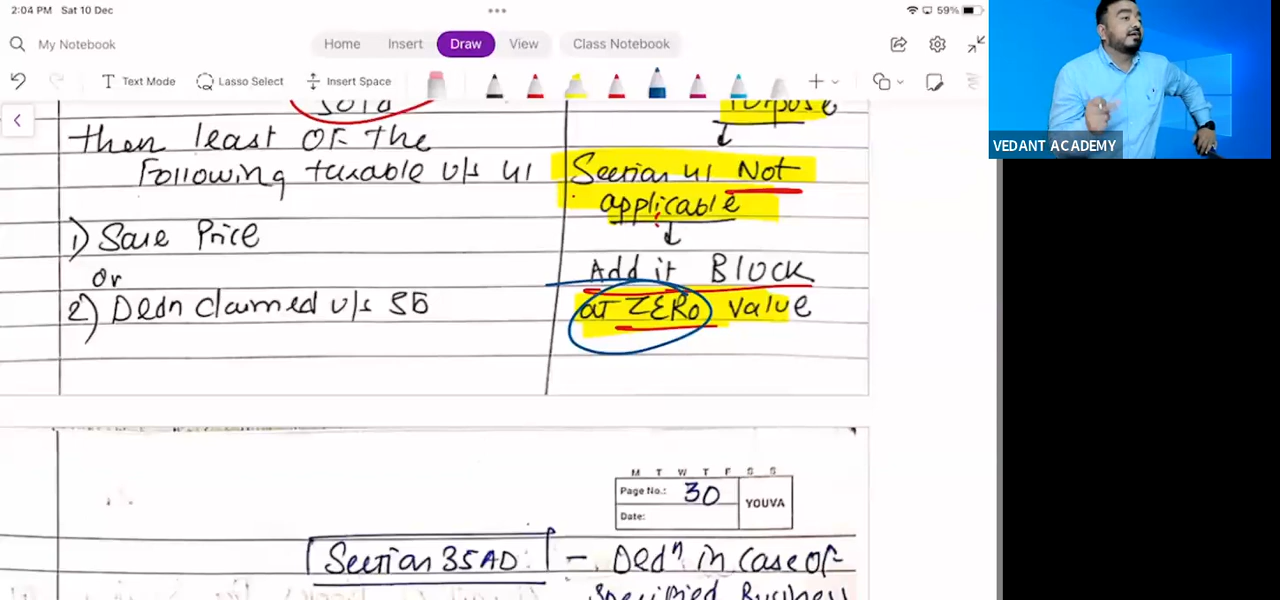 2:04 PM Sat 10 Dec
59%
My Notebook
Home Insert Draw View Class Notebook
Text Mode Lasso Select Insert Space
VEDANT ACADEMY
sold
then least of the
Following taxable u/s 41
1) Sale Price
Or
2) Dedn claimed u/s 35
Purpose
Section 41 Not
applicable
Add it Block
at ZERO value
M T W T F S S
Page No.: 30
Date:
YOUVA
Section 35AD: - Dedn in case of
Specified Business